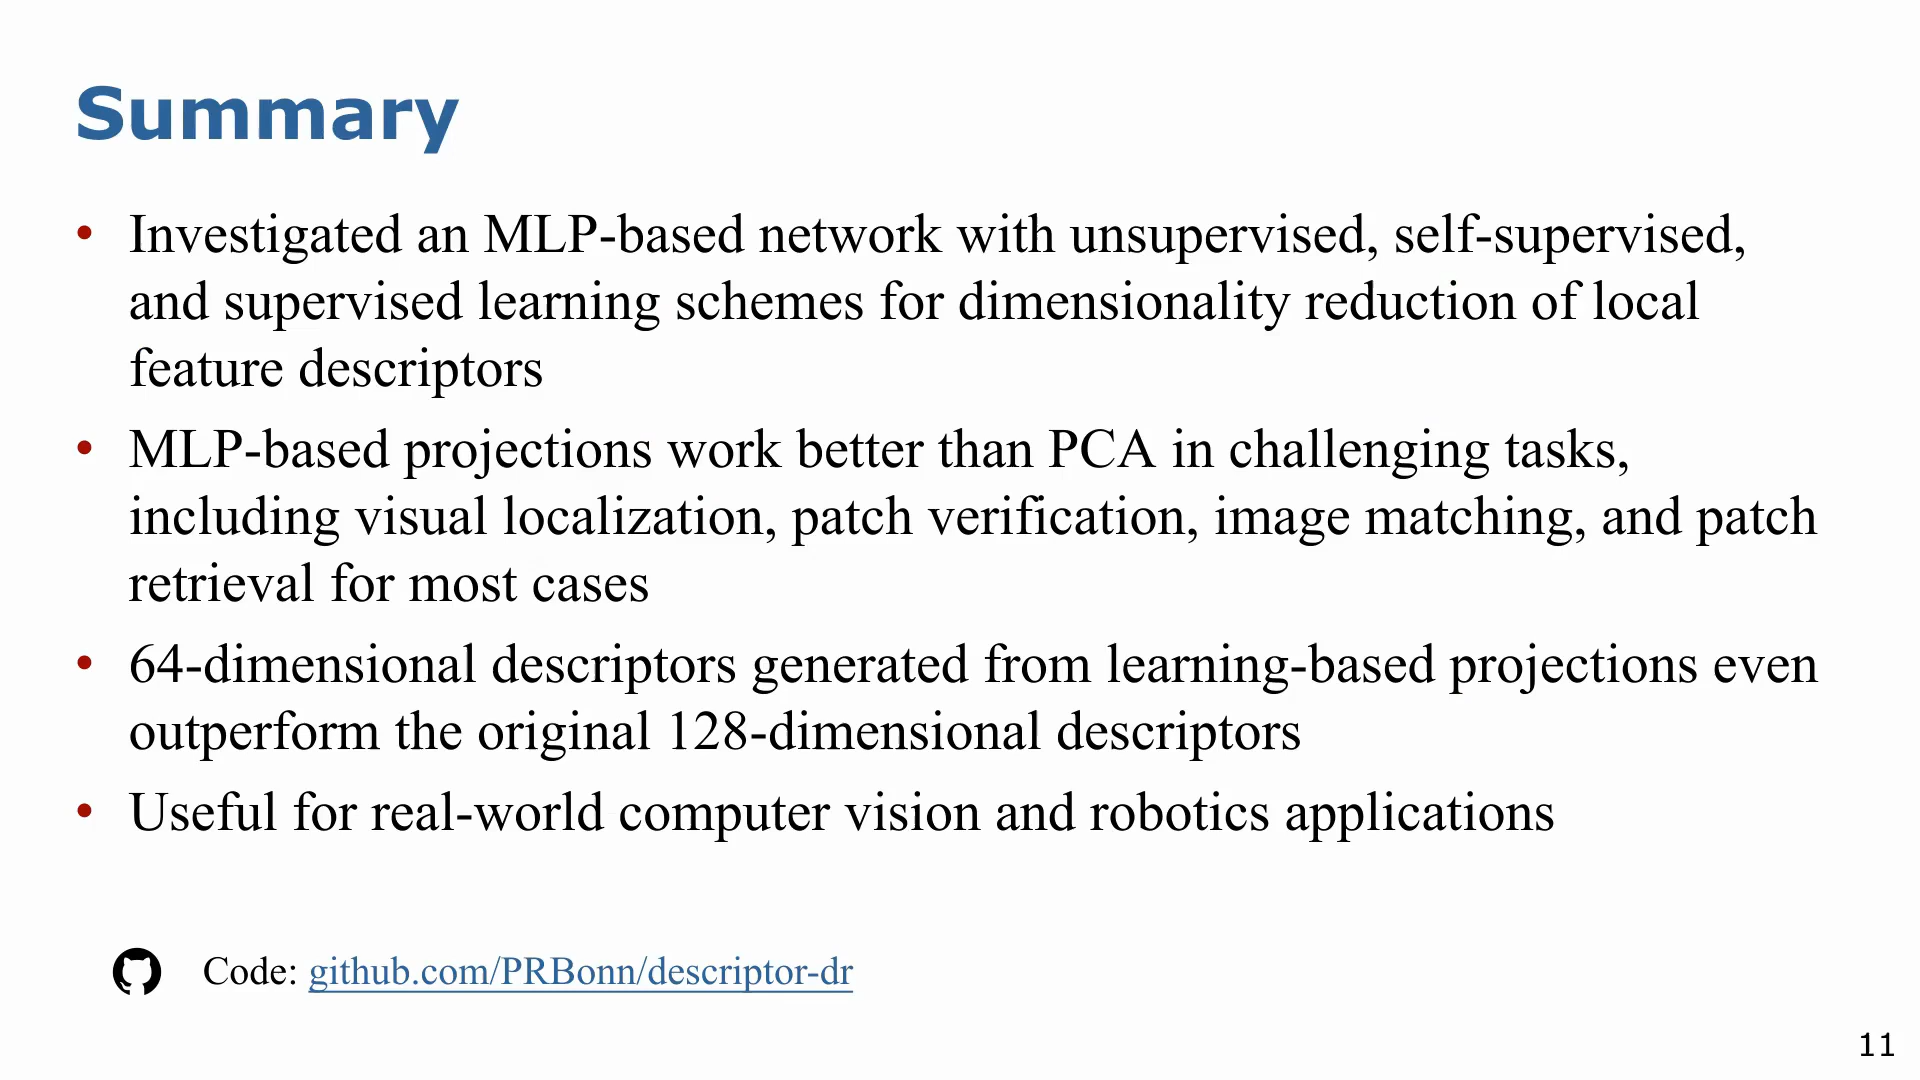 Summary
• Investigated an MLP-based network with unsupervised, self-supervised,
and supervised learning schemes for dimensionality reduction of local
feature descriptors
• MLP-based projections work better than PCA in challenging tasks,
including visual localization, patch verification, image matching, and patch
retrieval for most cases
• 64-dimensional descriptors generated from learning-based projections even
outperform the original 128-dimensional descriptors
• Useful for real-world computer vision and robotics applications
Code: github.com/PRBonn/descriptor-dr
11